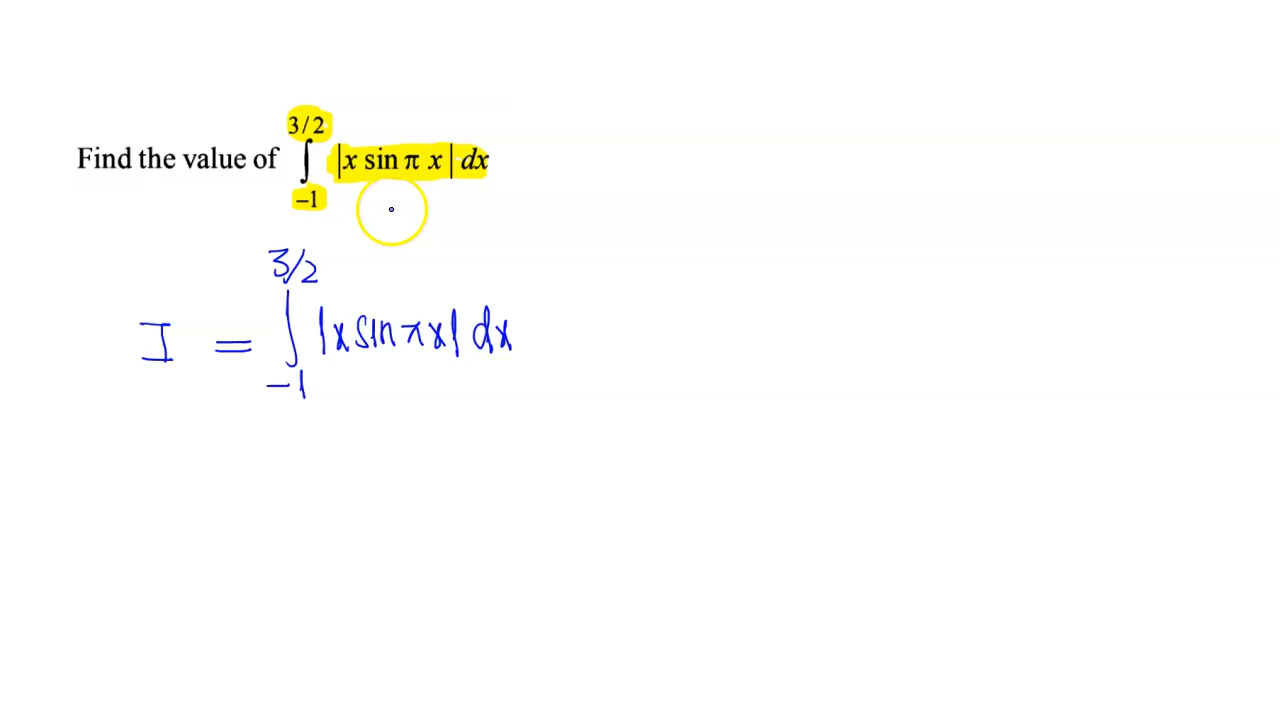 3/2
Find the value of ∫ |x sin π x| dx
–1
3/2
I = ∫ |x sin πx| dx
–1